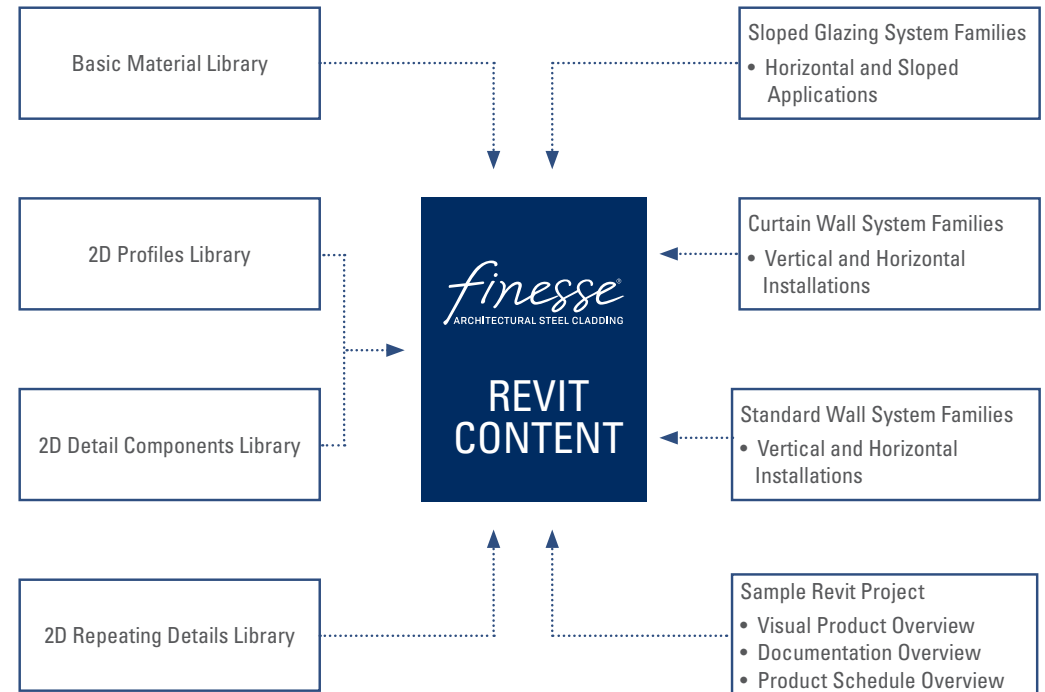 Basic Material Library
Sloped Glazing System Families
• Horizontal and Sloped
Applications
2D Profiles Library
Curtain Wall System Families
• Vertical and Horizontal
Installations
finesse®
ARCHITECTURAL STEEL CLADDING
REVIT
CONTENT
2D Detail Components Library
Standard Wall System Families
• Vertical and Horizontal
Installations
2D Repeating Details Library
Sample Revit Project
• Visual Product Overview
• Documentation Overview
• Product Schedule Overview